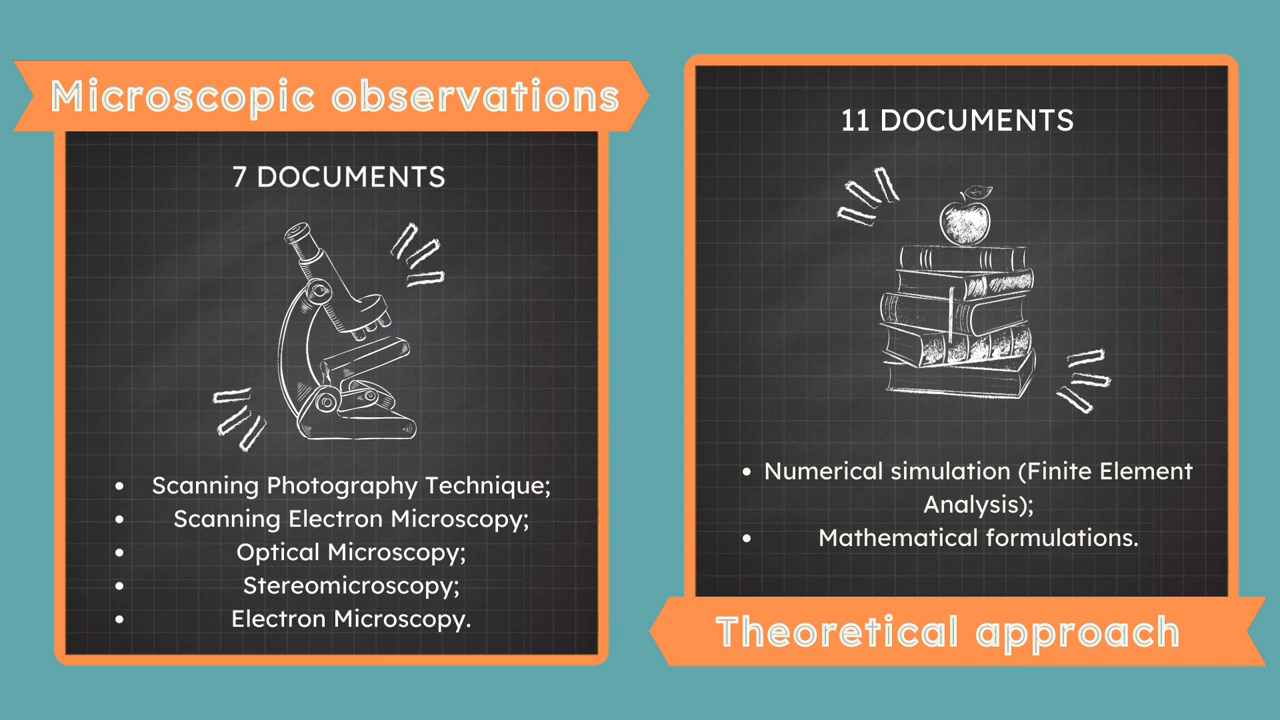 Microscopic observations
7 DOCUMENTS
• Scanning Photography Technique;
• Scanning Electron Microscopy;
• Optical Microscopy;
• Stereomicroscopy;
• Electron Microscopy.
11 DOCUMENTS
• Numerical simulation (Finite Element
Analysis);
• Mathematical formulations.
Theoretical approach